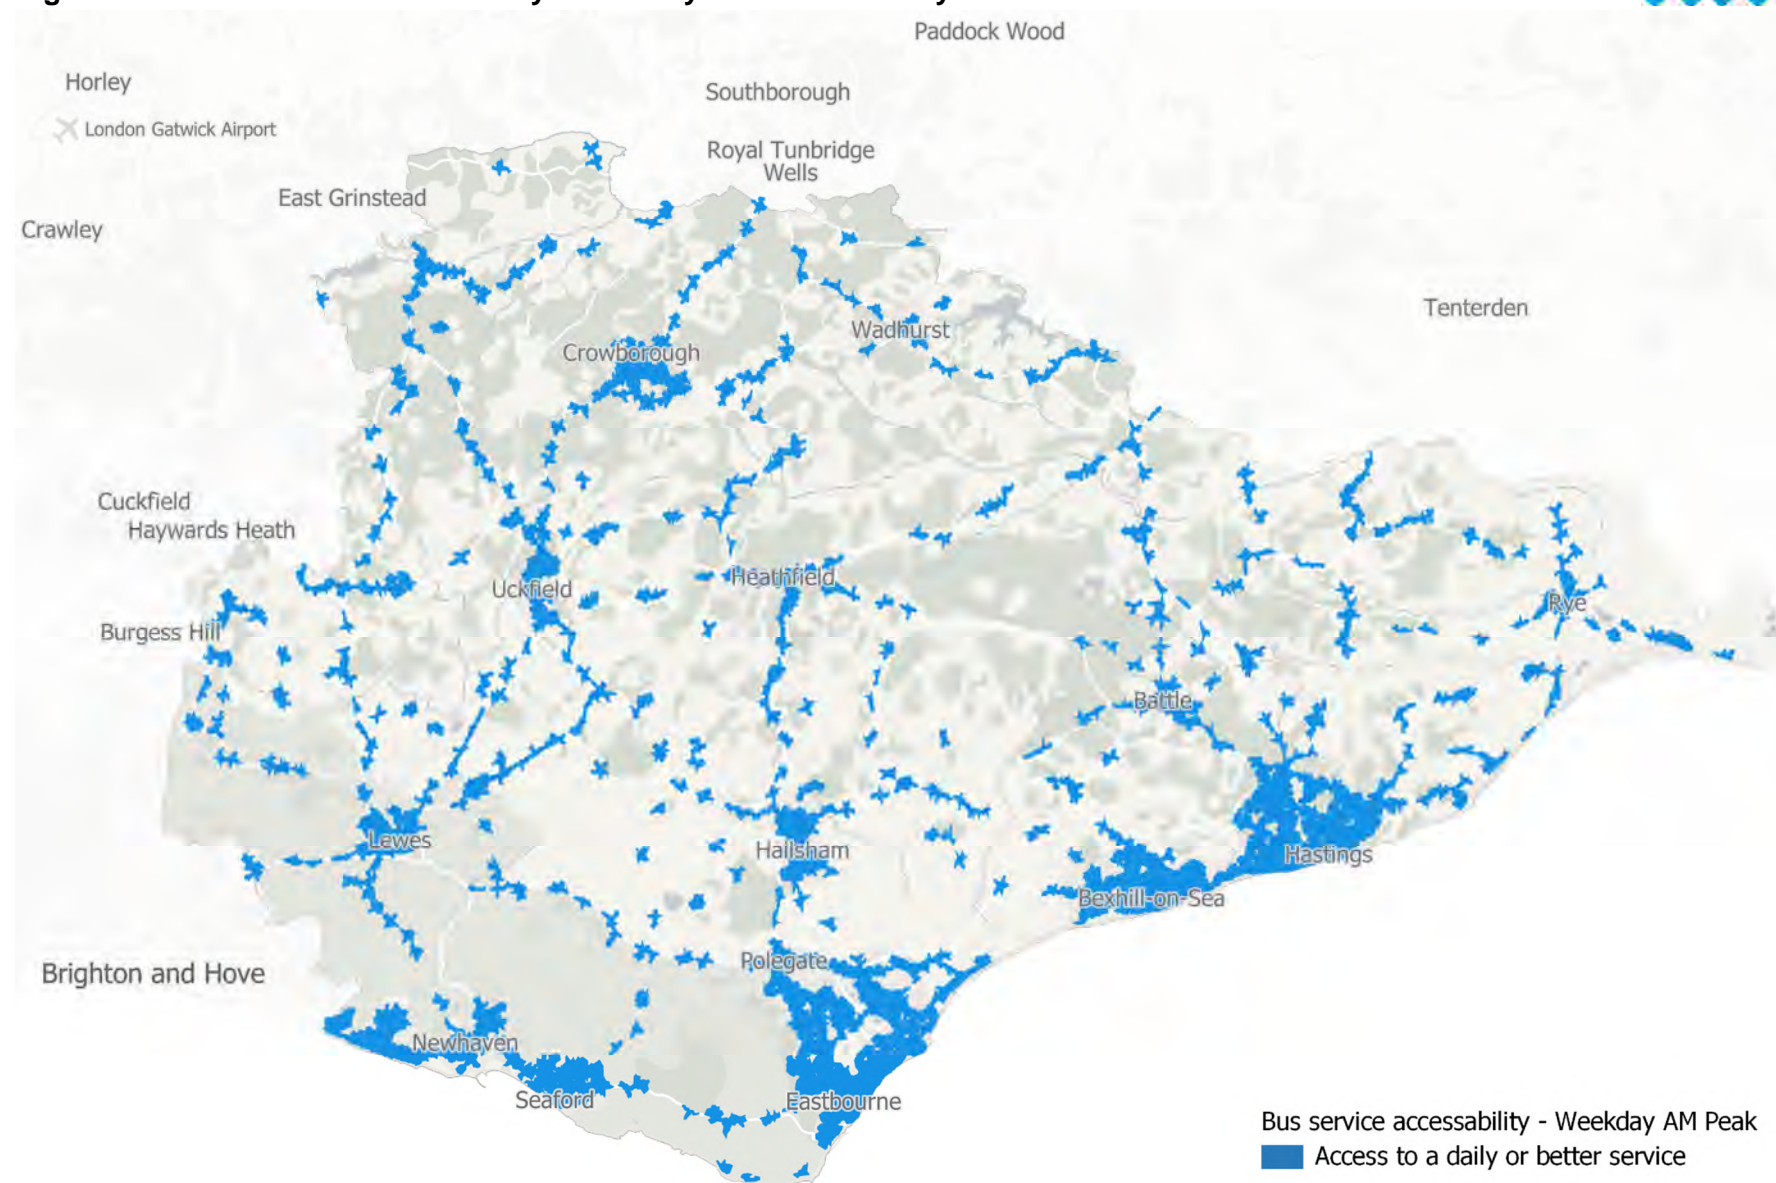 Paddock Wood
Horley
Southborough
London Gatwick Airport
Royal Tunbridge
Wells
East Grinstead
Crawley
Tenterden
Wadhurst
Crowborough
Cuckfield
Haywards Heath
Heathfield
Uckfield
Rye
Burgess Hill
Battle
Lewes
Hailsham
Hastings
Bexhill-on-Sea
Polegate
Brighton and Hove
Newhaven
Seaford
Eastbourne
Bus service accessability - Weekday AM Peak
Access to a daily or better service